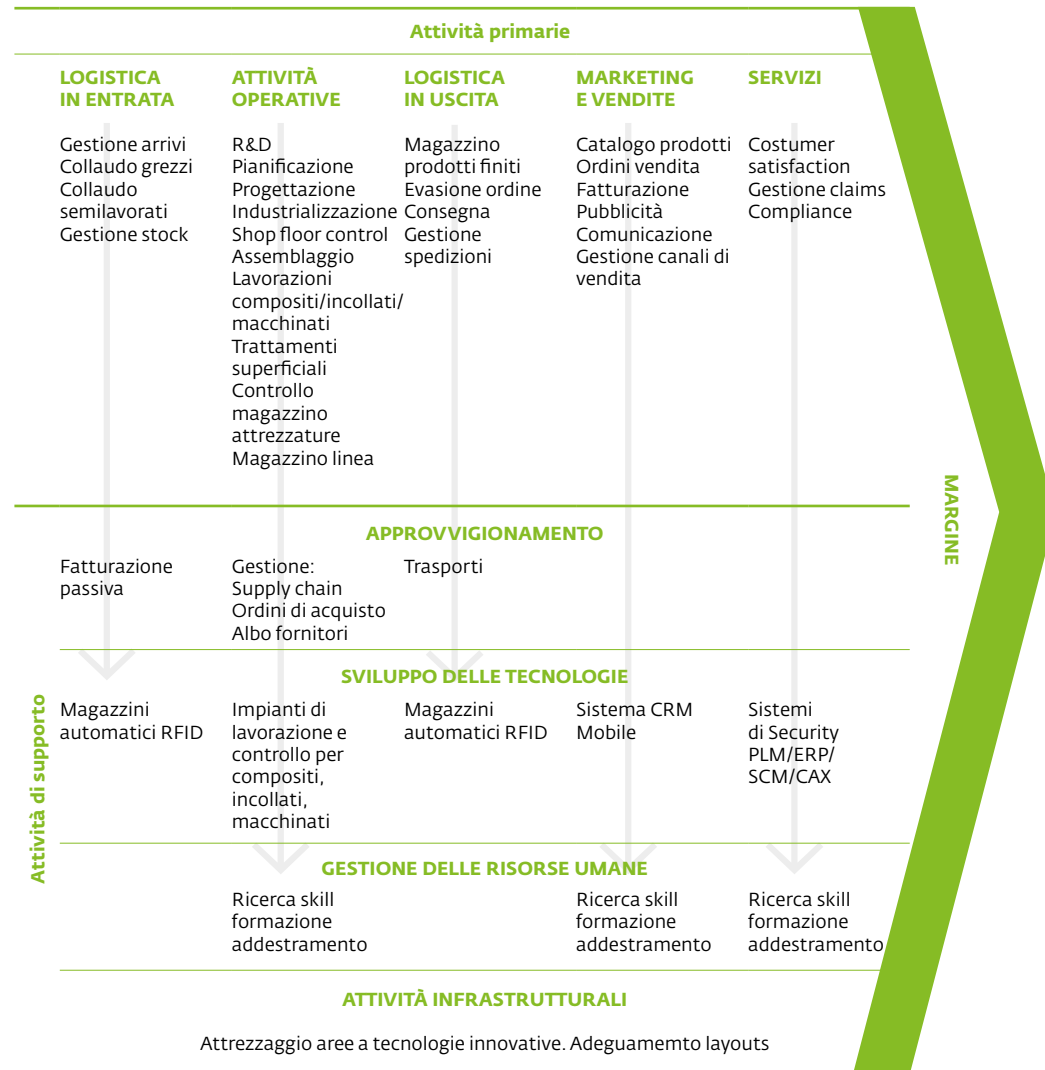 Attività primarie
LOGISTICA
IN ENTRATA
Gestione arrivi
Collaudo grezzi
Collaudo
semilavorati
Gestione stock
ATTIVITÀ
OPERATIVE
R&D
Pianificazione
Progettazione
Industrializzazione
Shop floor control
Assemblaggio
Lavorazioni
compositi/incollati/
macchinati
Trattamenti
superficiali
Controllo
magazzino
attrezzature
Magazzino linea
LOGISTICA
IN USCITA
Magazzino
prodotti finiti
Evasione ordine
Consegna
Gestione
spedizioni
MARKETING
E VENDITE
Catalogo prodotti
Ordini vendita
Fatturazione
Pubblicità
Comunicazione
Gestione canali di
vendita
SERVIZI
Costumer
satisfaction
Gestione claims
Compliance
MARGINE
Attività di supporto
APPROVVIGIONAMENTO
Fatturazione
passiva
Gestione:
Supply chain
Ordini di acquisto
Albo fornitori
Trasporti
SVILUPPO DELLE TECNOLOGIE
Magazzini
automatici RFID
Impianti di
lavorazione e
controllo per
compositi,
incollati,
macchinati
Magazzini
automatici RFID
Sistema CRM
Mobile
Sistemi
di Security
PLM/ERP/
SCM/CAX
GESTIONE DELLE RISORSE UMANE
Ricerca skill
formazione
addestramento
Ricerca skill
formazione
addestramento
Ricerca skill
formazione
addestramento
ATTIVITÀ INFRASTRUTTURALI
Attrezzaggio aree a tecnologie innovative. Adeguamemto layouts